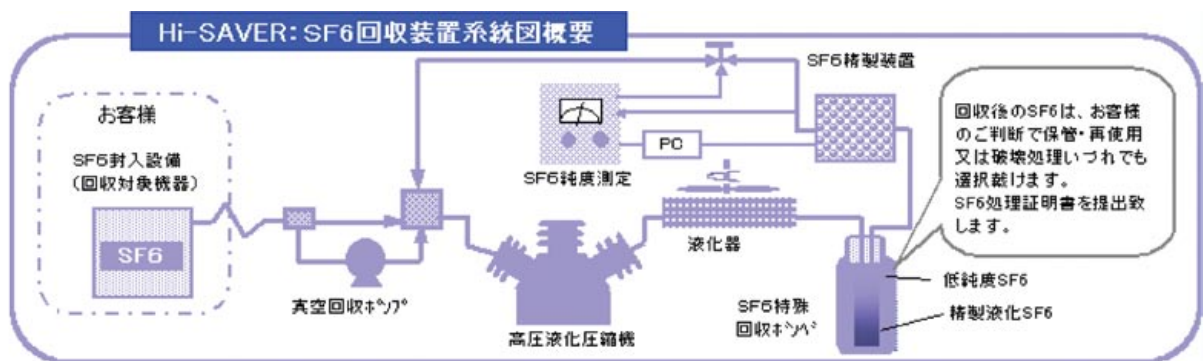 Hi-SAVER:SF6回収装置系統図概要
SF6精製装置
お客様
SF6封入設備
(回収対象機器)
SF6
SF6純度測定
PC
回収後のSF6は、お客様
のご判断で保管・再使用
又は破壊処理いづれでも
選択戴けます。
SF6処理証明書を提出致
します。
液化器
真空回収ポンプ
高圧液化圧縮機
SF6特殊
回収ボンベ
低純度SF6
精製液化SF6